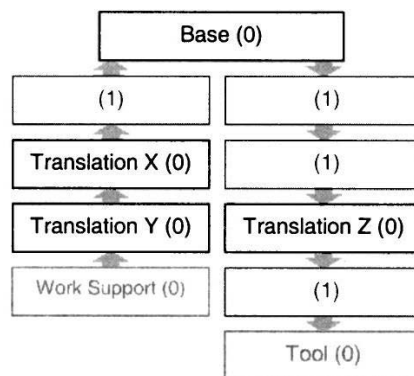 Base (0)
(1)
(1)
Translation X (0)
(1)
Translation Y (0)
Translation Z (0)
Work Support (0)
(1)
Tool (0)